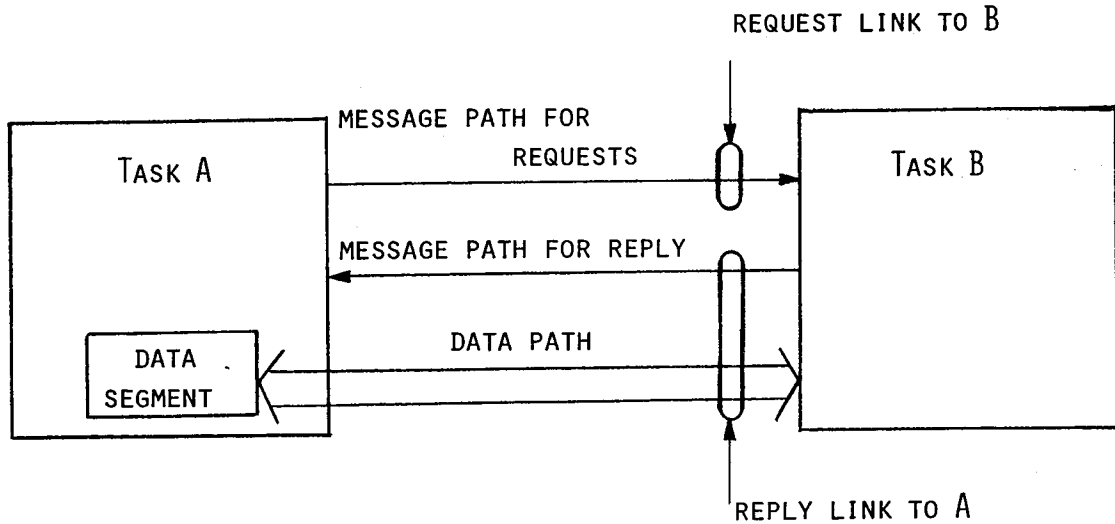 REQUEST LINK TO B
MESSAGE PATH FOR
REQUESTS
TASK A
TASK B
MESSAGE PATH FOR REPLY
DATA PATH
DATA
SEGMENT
REPLY LINK TO A